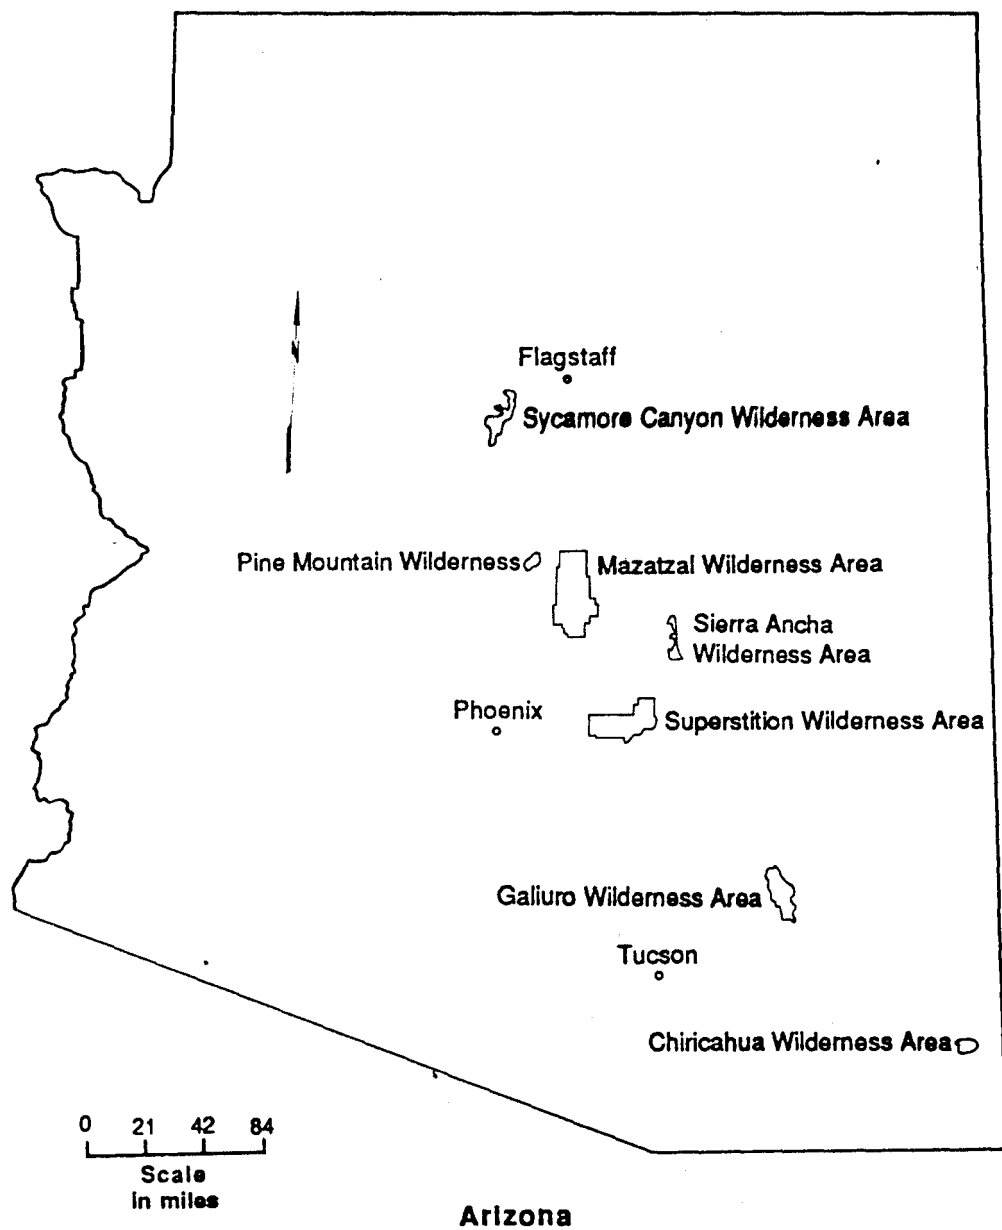 N
Flagstaff
Sycamore Canyon Wilderness Area
Pine Mountain Wilderness
Mazatzal Wilderness Area
Sierra Ancha
Wilderness Area
Phoenix
Superstition Wilderness Area
Galiuro Wilderness Area
Tucson
Chiricahua Wilderness Area
0 21 42 84
Scale
in miles
Arizona